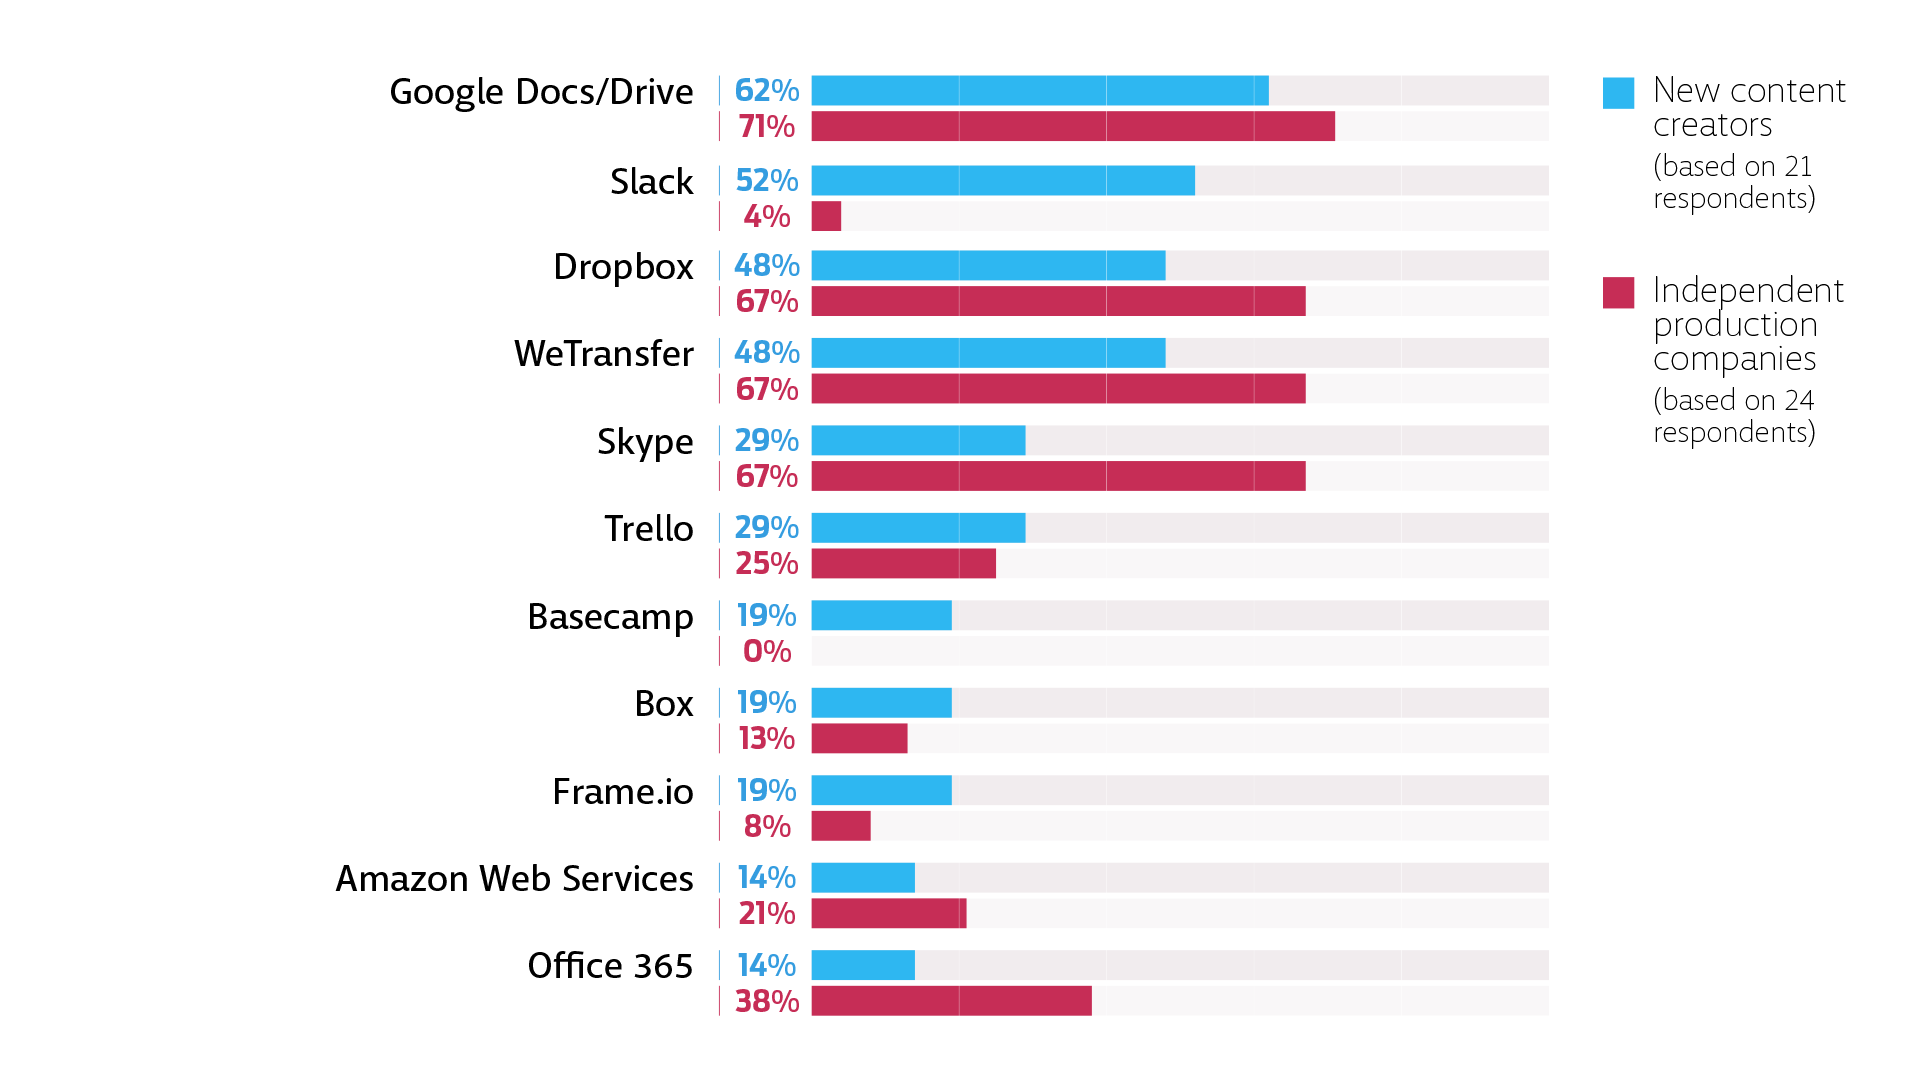 Google Docs/Drive
62%
71%
Slack
52%
4%
Dropbox
48%
67%
WeTransfer
48%
67%
Skype
29%
67%
Trello
29%
25%
Basecamp
19%
0%
Box
19%
13%
Frame.io
19%
8%
Amazon Web Services
14%
21%
Office 365
14%
38%
New content
creators
(based on 21
respondents)
Independent
production
companies
(based on 24
respondents)